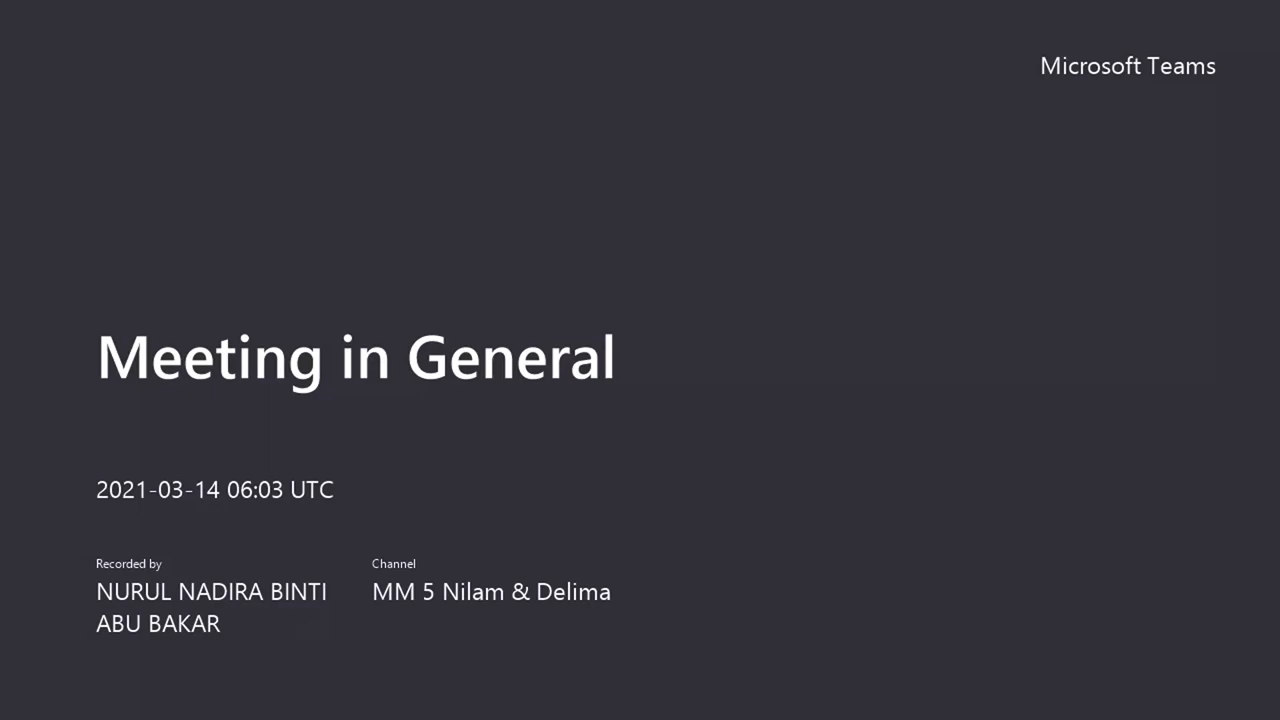 Microsoft Teams
Meeting in General
2021-03-14 06:03 UTC
Recorded by
NURUL NADIRA BINTI
ABU BAKAR
Channel
MM 5 Nilam & Delima